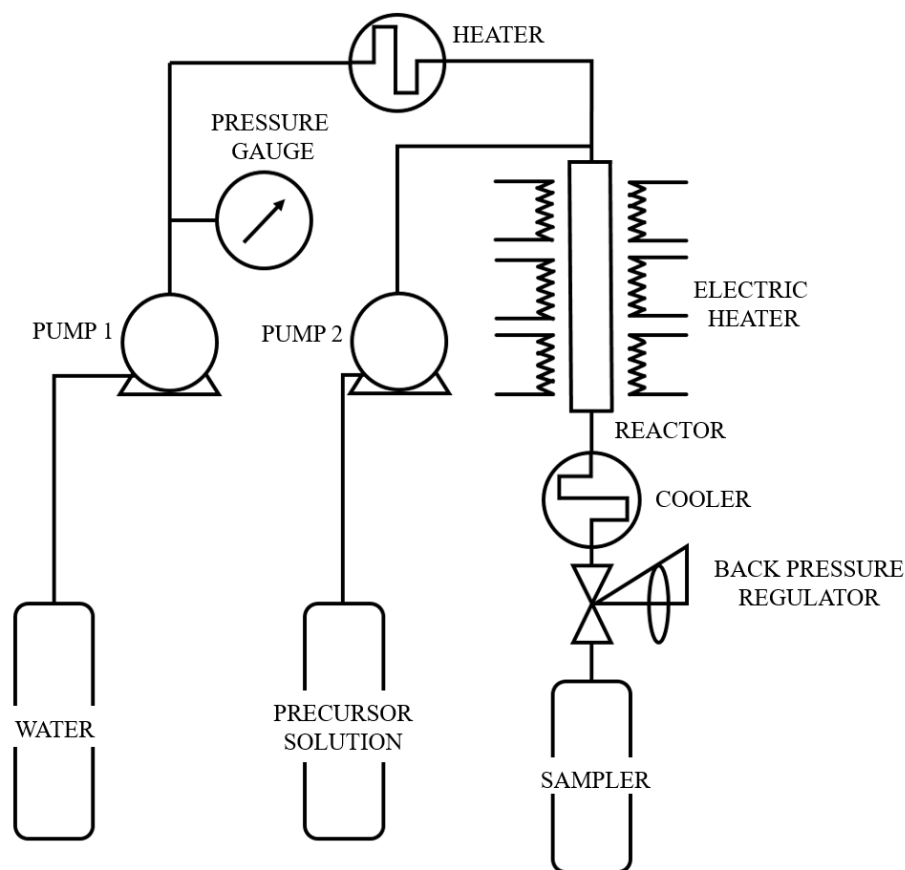 HEATER
PRESSURE
GAUGE
PUMP 1
PUMP 2
ELECTRIC
HEATER
REACTOR
COOLER
BACK PRESSURE
REGULATOR
WATER
PRECURSOR
SOLUTION
SAMPLER